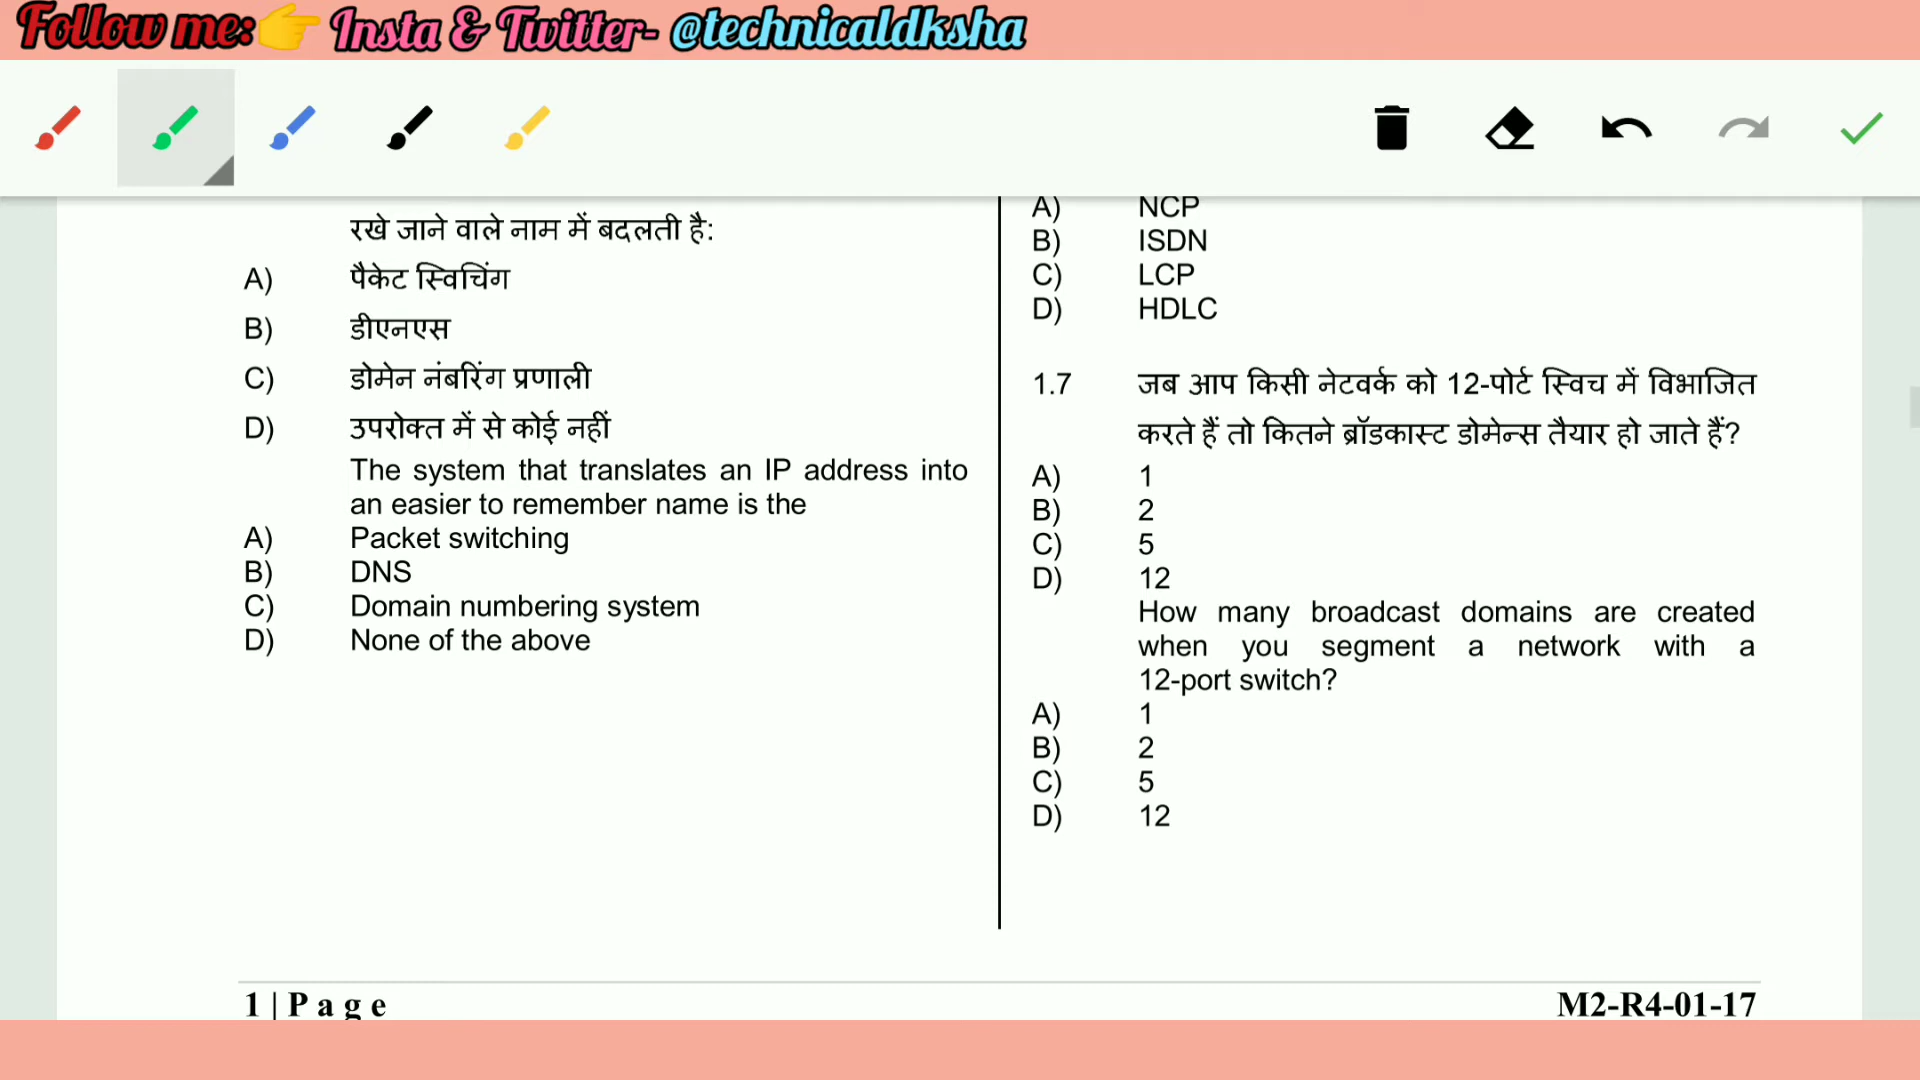 Follow me:👉 Insta & Twitter- @technicaldksha
रखे जाने वाले नाम में बदलती है:
A) पैकेट स्विचिंग
B) डीएनएस
C) डोमेन नंबरिंग प्रणाली
D) उपरोक्त में से कोई नहीं
The system that translates an IP address into
an easier to remember name is the
A) Packet switching
B) DNS
C) Domain numbering system
D) None of the above
A) NCP
B) ISDN
C) LCP
D) HDLC
1.7 जब आप किसी नेटवर्क को 12-पोर्ट स्विच में विभाजित
करते हैं तो कितने ब्रॉडकास्ट डोमेन्स तैयार हो जाते हैं?
A) 1
B) 2
C) 5
D) 12
How many broadcast domains are created
when you segment a network with a
12-port switch?
A) 1
B) 2
C) 5
D) 12
1 | P a g e
M2-R4-01-17